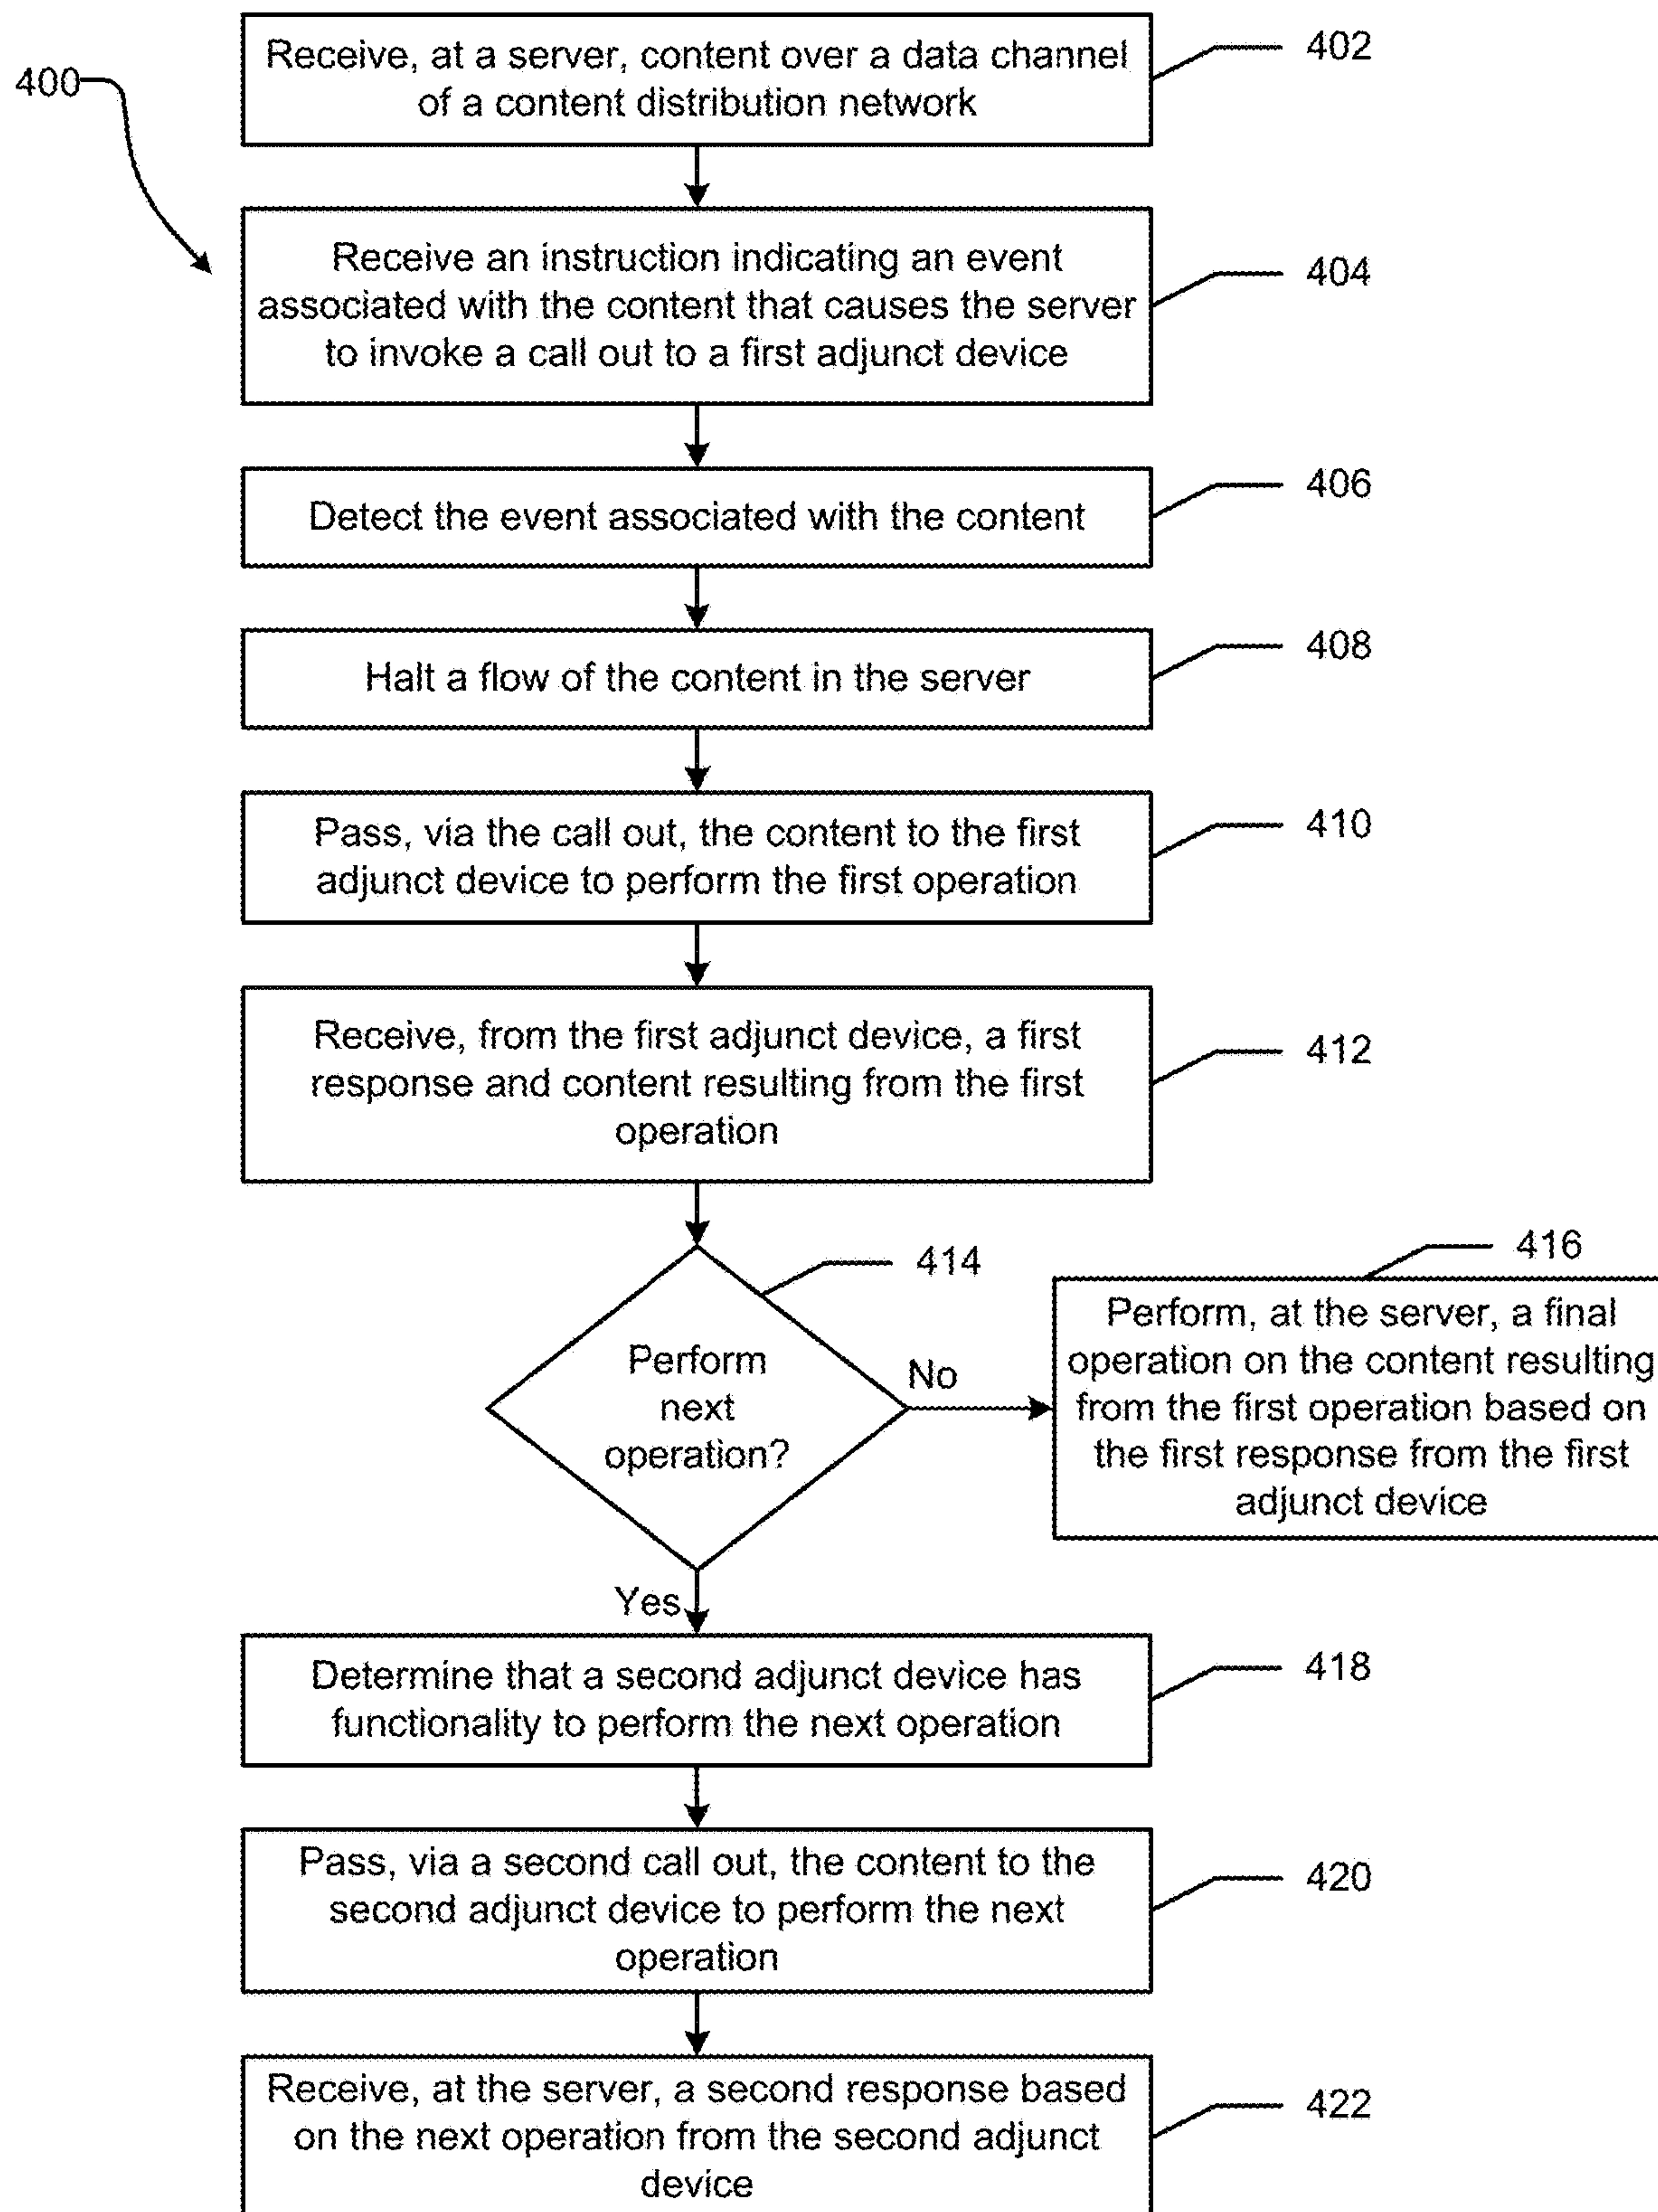 Receive, at a server, content over a data channel
of a content distribution network
402
400
Receive an instruction indicating an event
associated with the content that causes the server
to invoke a call out to a first adjunct device
404
Detect the event associated with the content
406
Halt a flow of the content in the server
408
Pass, via the call out, the content to the first
adjunct device to perform the first operation
410
Receive, from the first adjunct device, a first
response and content resulting from the first
operation
412
414
Perform
next
operation?
No
416
Perform, at the server, a final
operation on the content resulting
from the first operation based on
the first response from the first
adjunct device
Yes
Determine that a second adjunct device has
functionality to perform the next operation
418
Pass, via a second call out, the content to the
second adjunct device to perform the next
operation
420
Receive, at the server, a second response based
on the next operation from the second adjunct
device
422